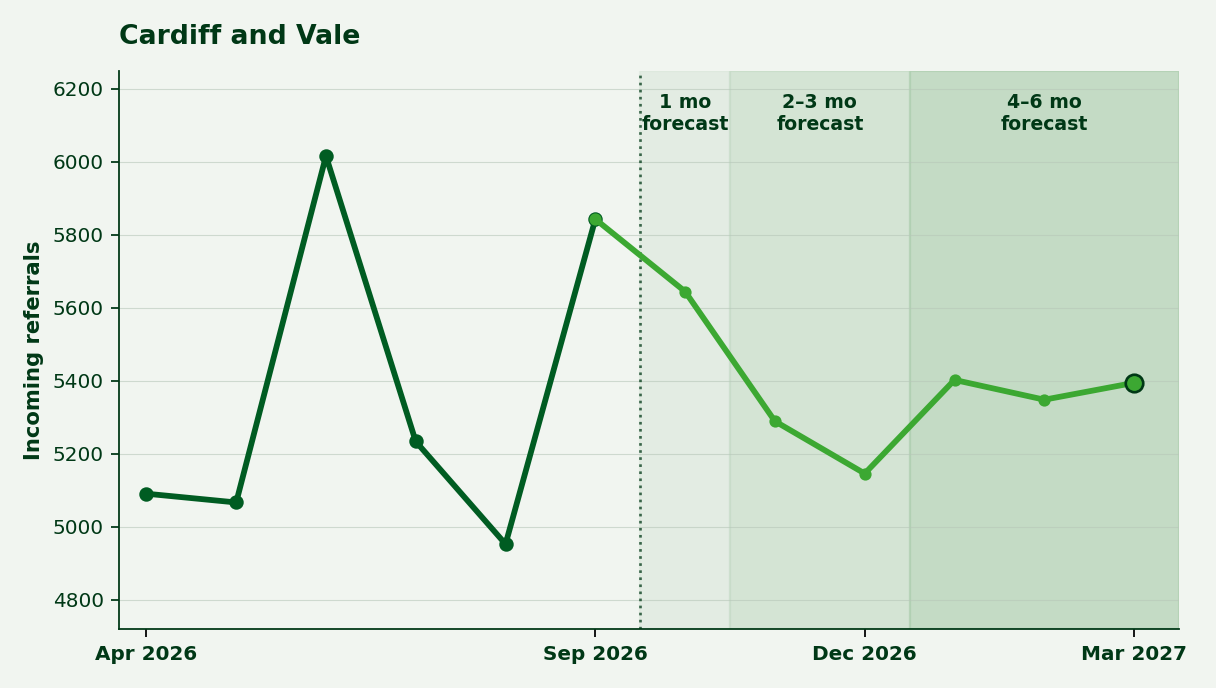 Cardiff and Vale
6200
6000
5800
5600
5400
5200
5000
4800
Incoming referrals
1 mo
forecast
2–3 mo
forecast
4–6 mo
forecast
Apr 2026
Sep 2026
Dec 2026
Mar 2027